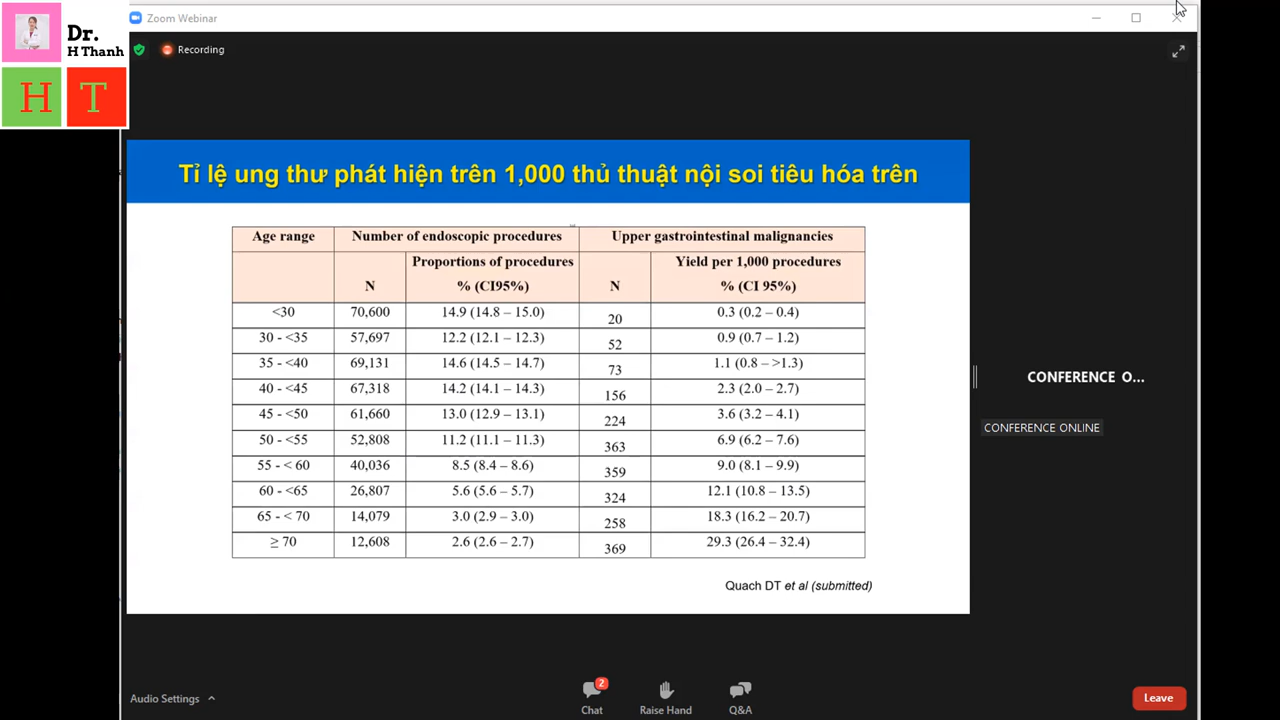 Dr.
H Thanh
H T
Zoom Webinar
Recording
Tỉ lệ ung thư phát hiện trên 1,000 thủ thuật nội soi tiêu hóa trên
Age range Number of endoscopic procedures Upper gastrointestinal malignancies
Proportions of procedures Yield per 1,000 procedures
N % (CI95%) N % (CI 95%)
<30 70,600 14.9 (14.8 – 15.0) 20 0.3 (0.2 – 0.4)
30 - <35 57,697 12.2 (12.1 – 12.3) 52 0.9 (0.7 – 1.2)
35 - <40 69,131 14.6 (14.5 – 14.7) 73 1.1 (0.8 – >1.3)
40 - <45 67,318 14.2 (14.1 – 14.3) 156 2.3 (2.0 – 2.7)
45 - <50 61,660 13.0 (12.9 – 13.1) 224 3.6 (3.2 – 4.1)
50 - <55 52,808 11.2 (11.1 – 11.3) 363 6.9 (6.2 – 7.6)
55 - < 60 40,036 8.5 (8.4 – 8.6) 359 9.0 (8.1 – 9.9)
60 - <65 26,807 5.6 (5.6 – 5.7) 324 12.1 (10.8 – 13.5)
65 - < 70 14,079 3.0 (2.9 – 3.0) 258 18.3 (16.2 – 20.7)
≥ 70 12,608 2.6 (2.6 – 2.7) 369 29.3 (26.4 – 32.4)
Quach DT et al (submitted)
CONFERENCE O...
CONFERENCE ONLINE
Audio Settings
2
Chat
Raise Hand
Q&A
Leave